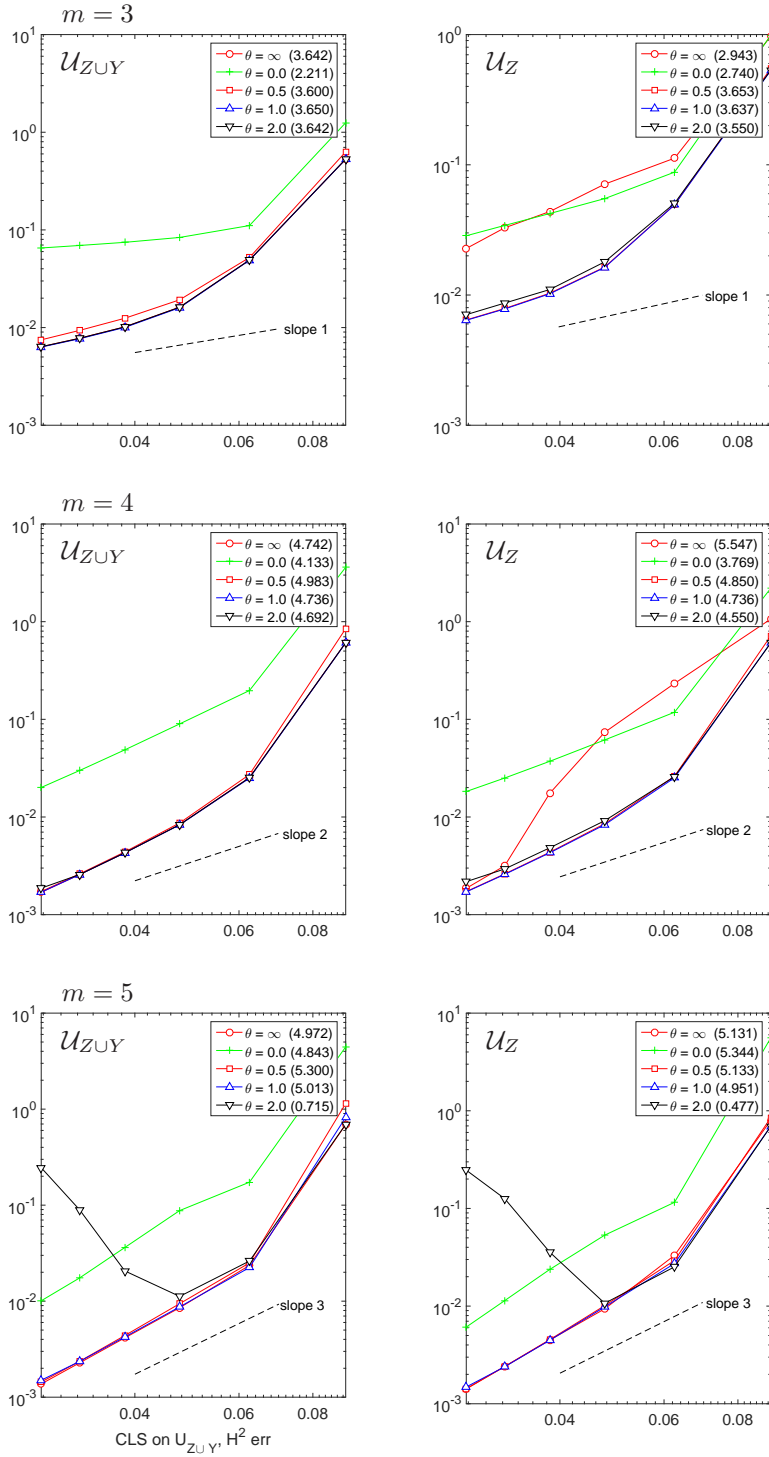 m = 3
U_{Z∪Y}
θ = ∞ (3.642)
θ = 0.0 (2.211)
θ = 0.5 (3.600)
θ = 1.0 (3.650)
θ = 2.0 (3.642)
slope 1
10^1
10^0
10^-1
10^-2
10^-3
0.04 0.06 0.08
U_Z
θ = ∞ (2.943)
θ = 0.0 (2.740)
θ = 0.5 (3.653)
θ = 1.0 (3.637)
θ = 2.0 (3.550)
slope 1
10^0
10^-1
10^-2
10^-3
0.04 0.06 0.08
m = 4
U_{Z∪Y}
θ = ∞ (4.742)
θ = 0.0 (4.133)
θ = 0.5 (4.983)
θ = 1.0 (4.736)
θ = 2.0 (4.692)
slope 2
10^1
10^0
10^-1
10^-2
10^-3
0.04 0.06 0.08
U_Z
θ = ∞ (5.547)
θ = 0.0 (3.769)
θ = 0.5 (4.850)
θ = 1.0 (4.736)
θ = 2.0 (4.550)
slope 2
10^1
10^0
10^-1
10^-2
10^-3
0.04 0.06 0.08
m = 5
U_{Z∪Y}
θ = ∞ (4.972)
θ = 0.0 (4.843)
θ = 0.5 (5.300)
θ = 1.0 (5.013)
θ = 2.0 (0.715)
slope 3
10^1
10^0
10^-1
10^-2
10^-3
0.04 0.06 0.08
CLS on U_{Z∪Y}, H^2 err
U_Z
θ = ∞ (5.131)
θ = 0.0 (5.344)
θ = 0.5 (5.133)
θ = 1.0 (4.951)
θ = 2.0 (0.477)
slope 3
10^1
10^0
10^-1
10^-2
10^-3
0.04 0.06 0.08